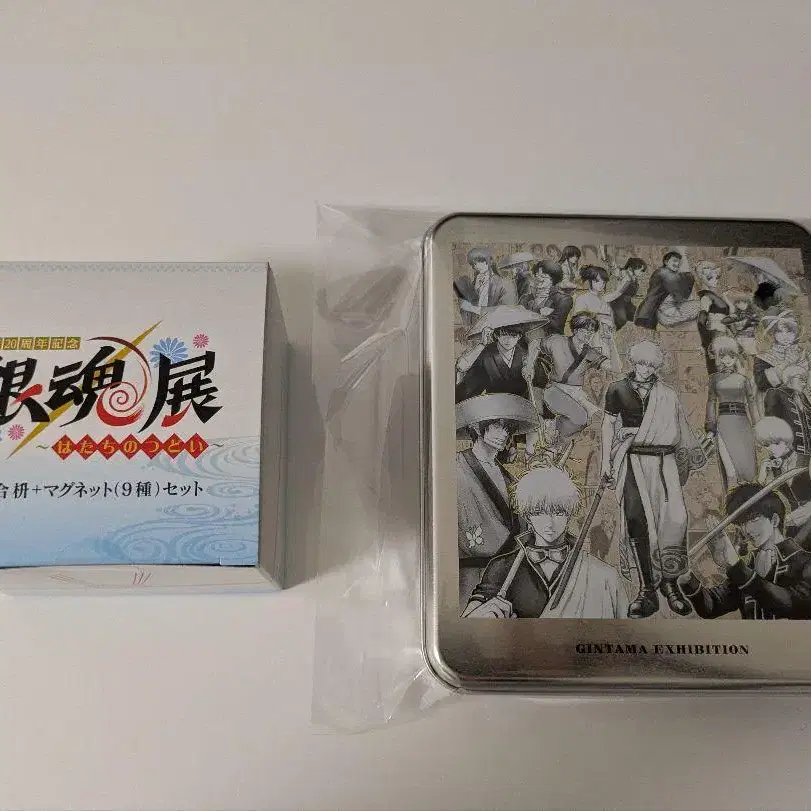 20周年記念
銀魂展
～はたちのつどい～
合枡+マグネット(9種)セット
GINTAMA EXHIBITION